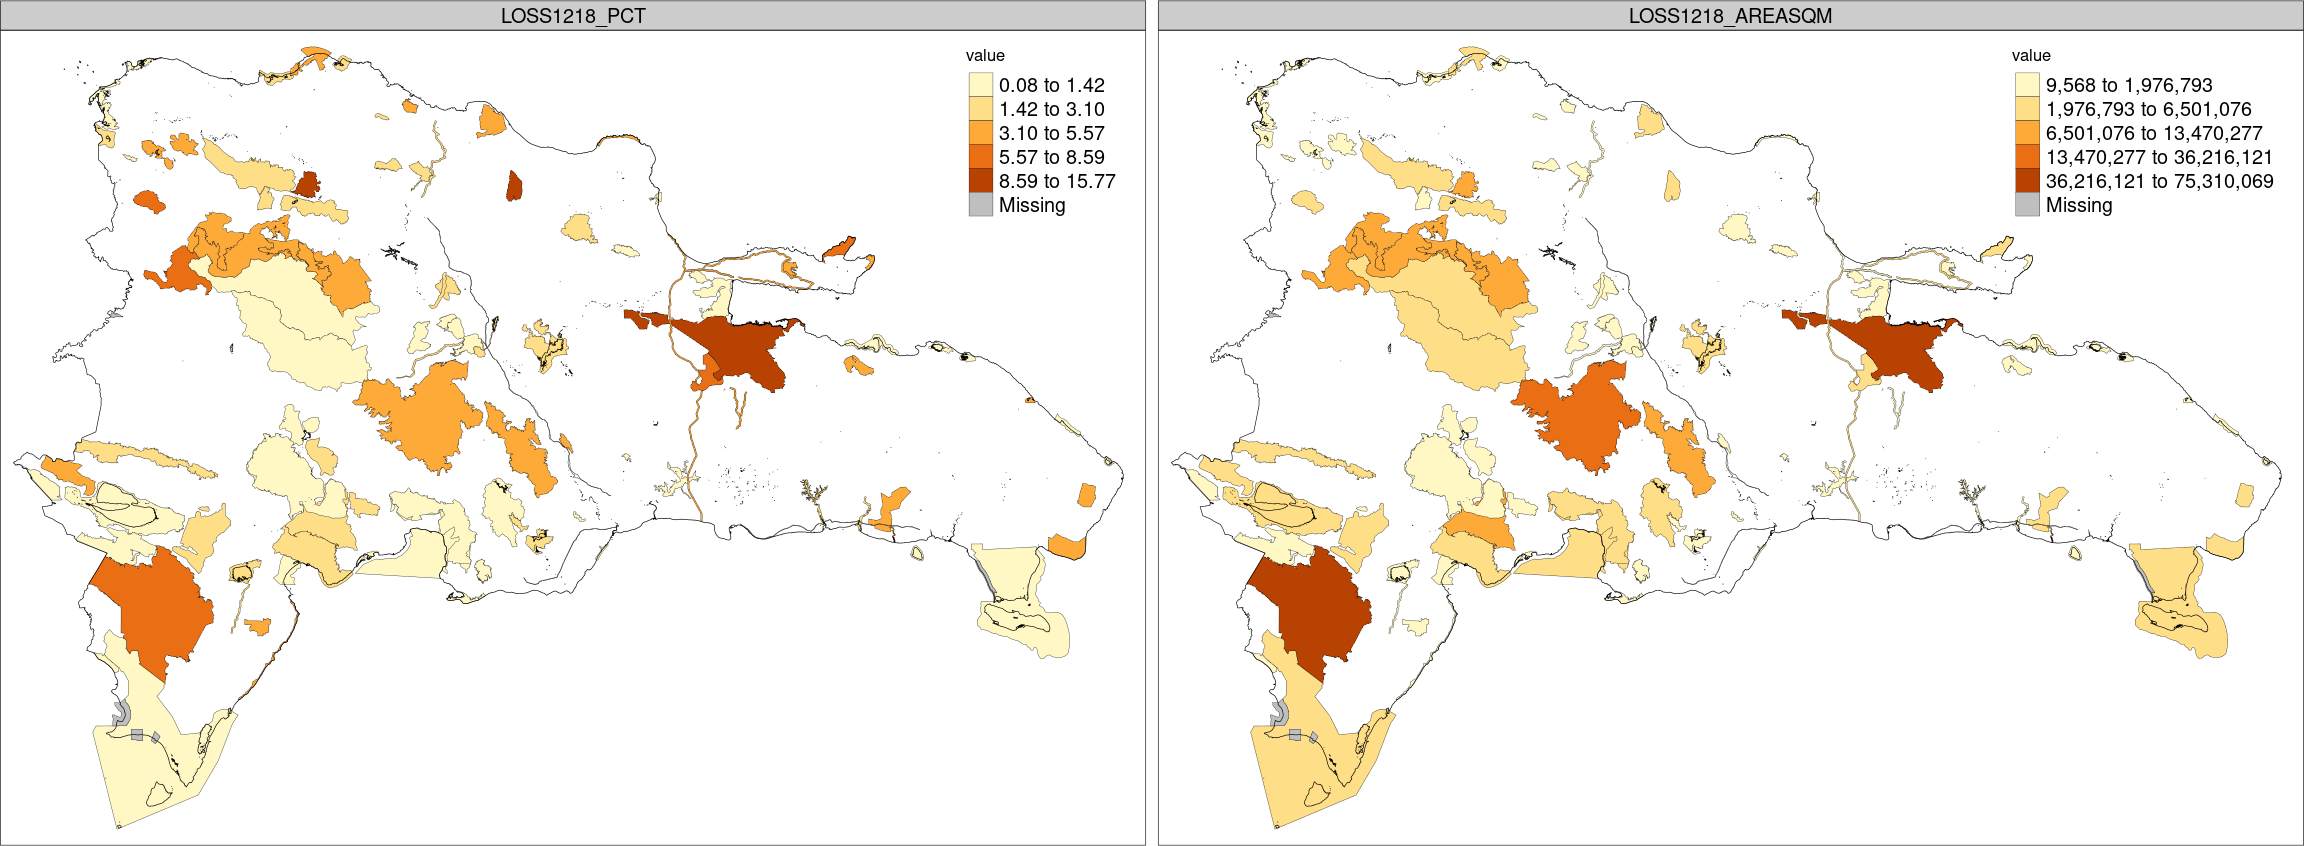 LOSS1218_PCT
value
0.08 to 1.42
1.42 to 3.10
3.10 to 5.57
5.57 to 8.59
8.59 to 15.77
Missing
LOSS1218_AREASQM
value
9,568 to 1,976,793
1,976,793 to 6,501,076
6,501,076 to 13,470,277
13,470,277 to 36,216,121
36,216,121 to 75,310,069
Missing